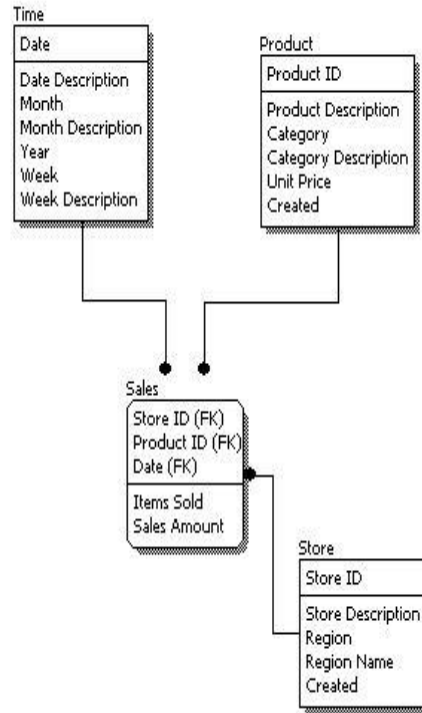 Time
Date
Date Description
Month
Month Description
Year
Week
Week Description
Product
Product ID
Product Description
Category
Category Description
Unit Price
Created
Sales
Store ID (FK)
Product ID (FK)
Date (FK)
Items Sold
Sales Amount
Store
Store ID
Store Description
Region
Region Name
Created